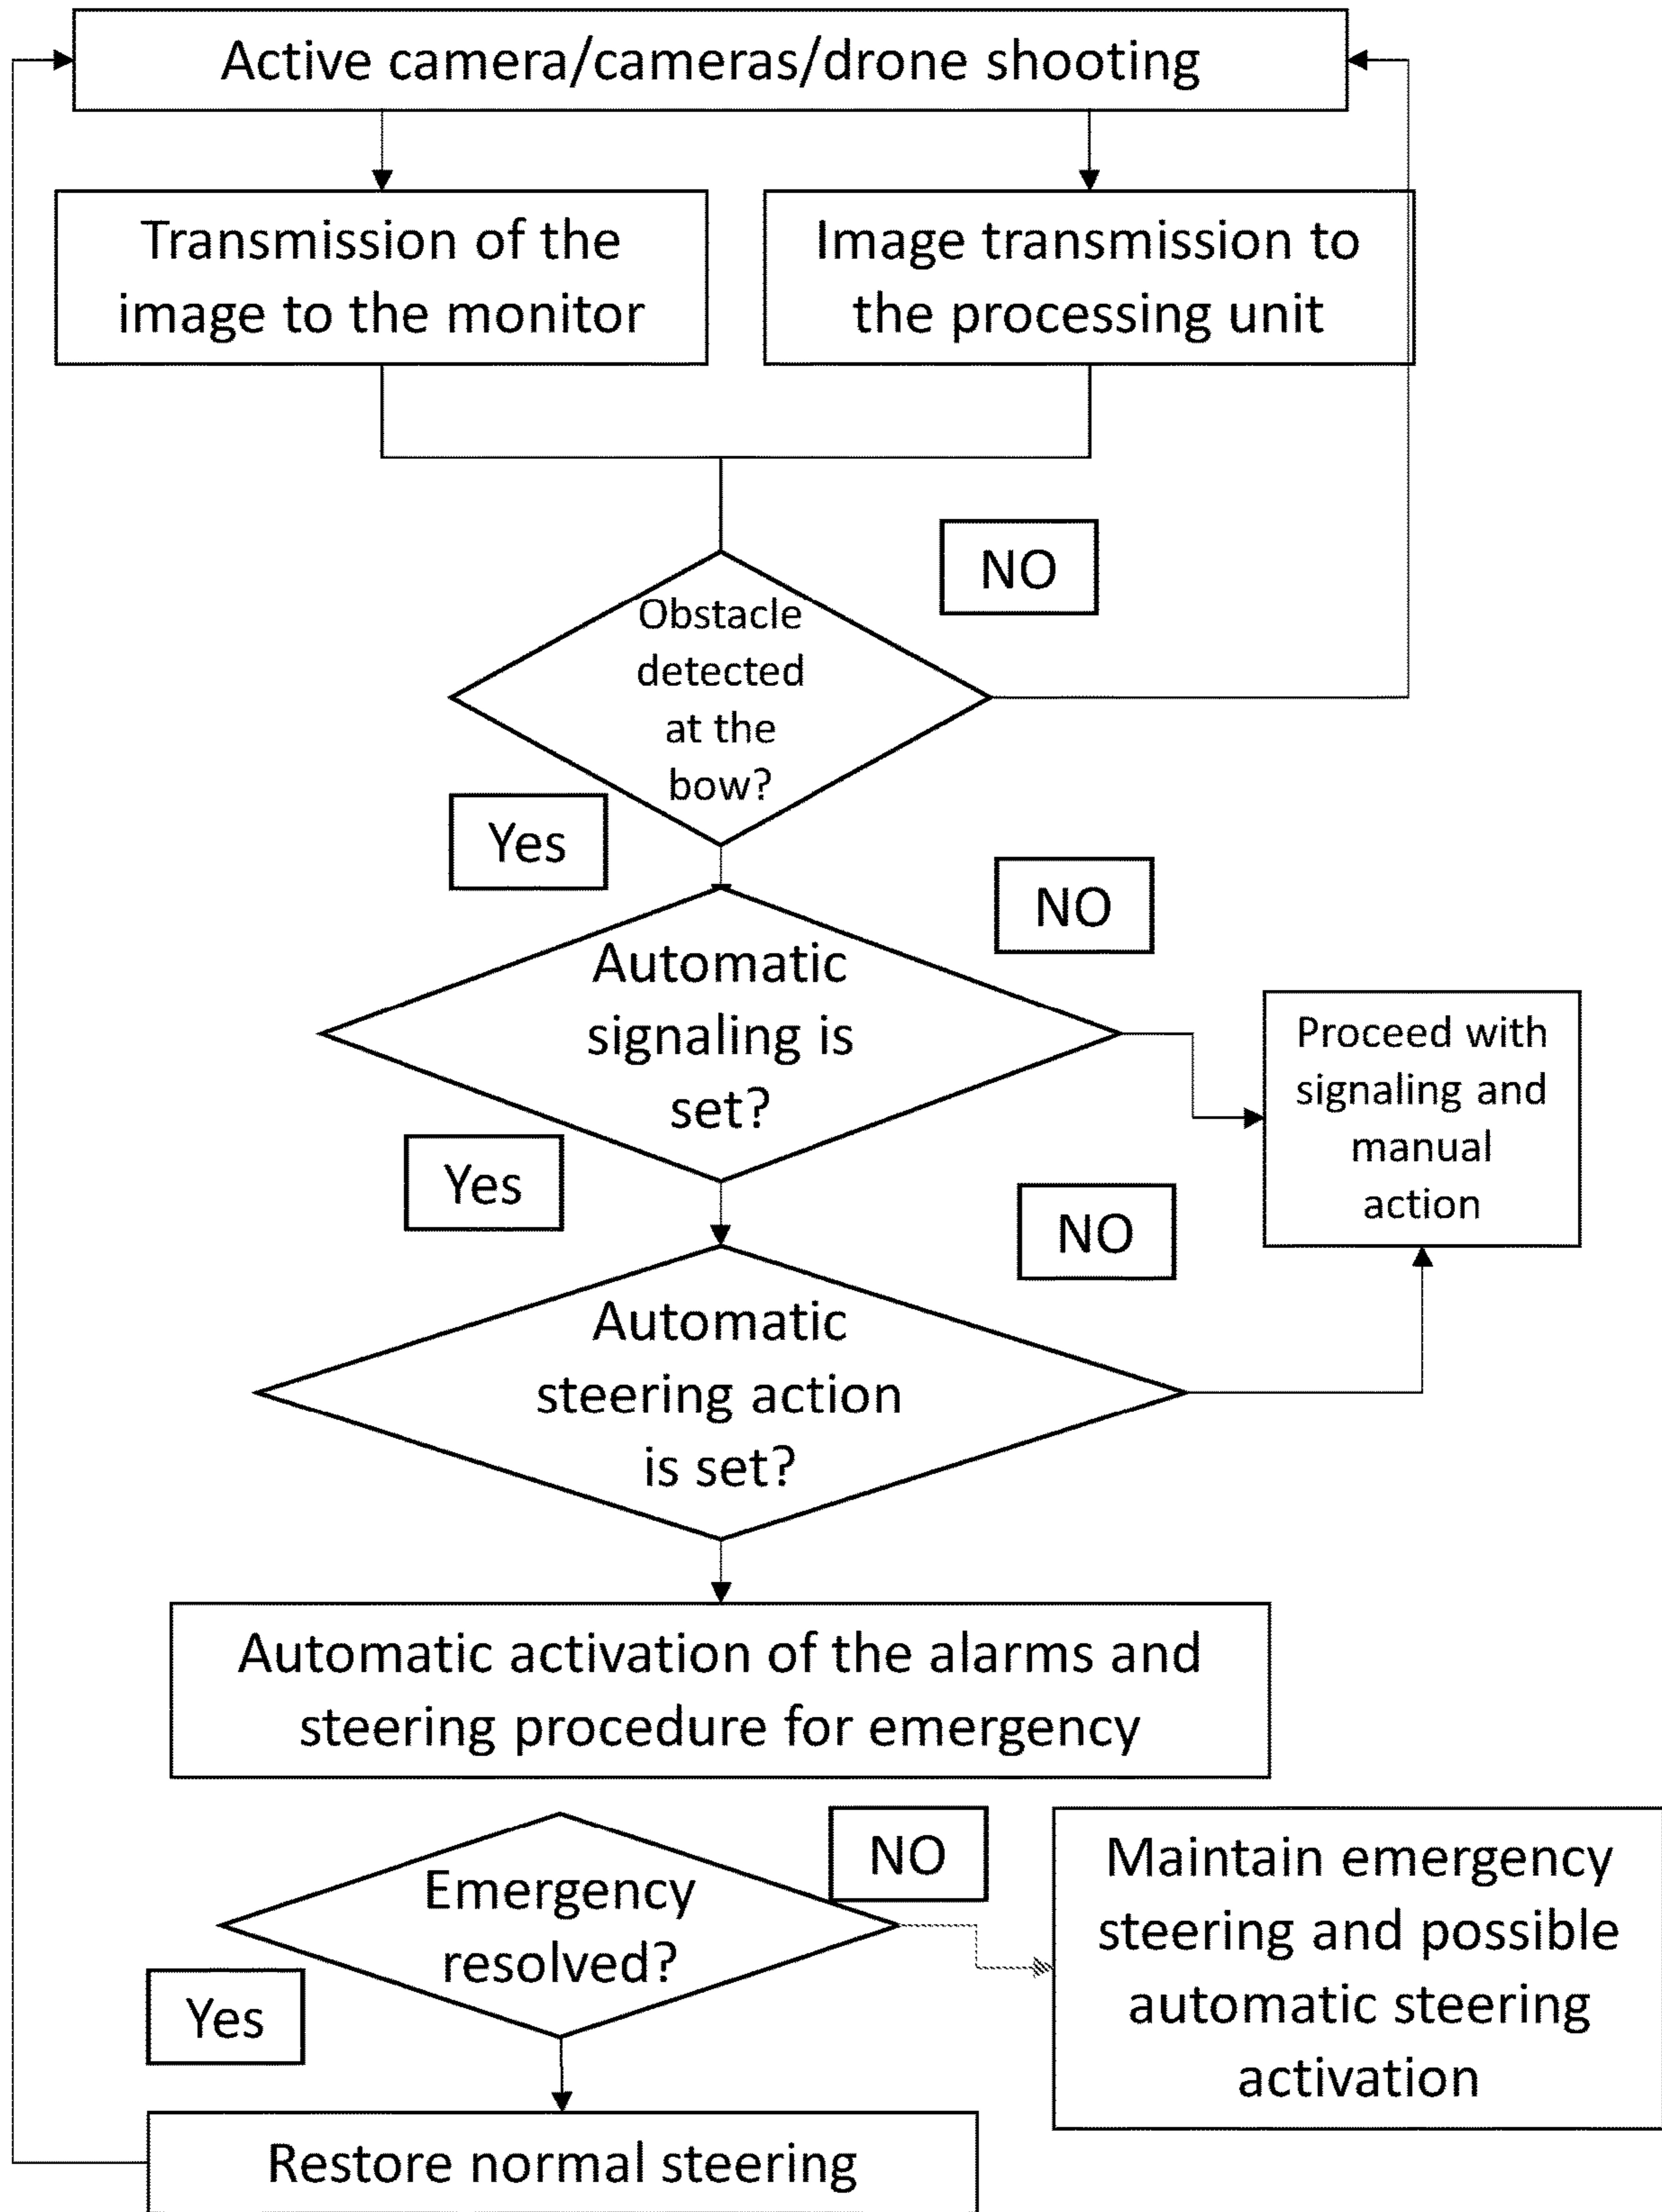 Active camera/cameras/drone shooting
Transmission of the
image to the monitor
Image transmission to
the processing unit
NO
Obstacle
detected
at the
bow?
Yes
NO
Automatic
signaling is
set?
Proceed with
signaling and
manual
action
Yes
NO
Automatic
steering action
is set?
Automatic activation of the alarms and
steering procedure for emergency
NO
Emergency
resolved?
Maintain emergency
steering and possible
automatic steering
activation
Yes
Restore normal steering